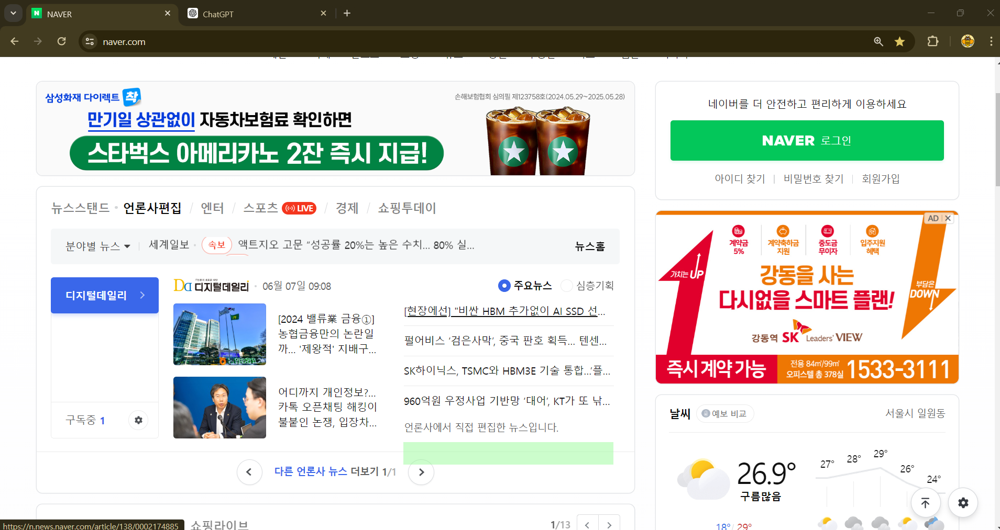 NAVER
ChatGPT
naver.com
삼성화재 다이렉트 착
손해보험협회 심의필 제123758호(2024.05.29~2025.05.28)
만기일 상관없이 자동차보험료 확인하면
스타벅스 아메리카노 2잔 즉시 지급!
네이버를 더 안전하고 편리하게 이용하세요
NAVER 로그인
아이디 찾기 | 비밀번호 찾기 | 회원가입
뉴스스탠드 · 언론사편집 / 엔터 / 스포츠 LIVE / 경제 / 쇼핑투데이
분야별 뉴스 세계일보 · 속보 액트지오 고문 “성공률 20%는 높은 수치... 80% 실... 뉴스홈
디지털데일리 >
디지털데일리 · 06월 07일 09:08
주요뉴스 심층기획
[2024 밸류業 금융①]
농협금융만의 논란일
까... '제왕적' 지배구...
어디까지 개인정보?...
카톡 오픈채팅 해킹이
불붙인 논쟁, 입장차...
[현장에선] "비싼 HBM 추가없이 AI SSD 선...
펄어비스 ‘검은사막’, 중국 판호 획득... 텐센...
SK하이닉스, TSMC와 HBM3E 기술 통합...‘플...
960억원 우정사업 기반망 ‘대어’, KT가 또 낚...
언론사에서 직접 편집한 뉴스입니다.
구독중 1
다른 언론사 뉴스 더보기 1/1
AD
계약금
5%
계약축하금
지원
중도금
무이자
입주지원
혜택
가치는 UP
강동을 사는
다시없을 스마트 플랜!
부담은
DOWN
강동역 SK Leaders' VIEW
즉시 계약 가능
전용 84㎡/99㎡
오피스텔 총 378실
1533-3111
날씨 예보 비교 서울시 일원동
26.9°
구름많음
27° 28° 29° 26° 24°
18° / 29°
쇼핑라이브
1/13
https://n.news.naver.com/article/138/0002174885